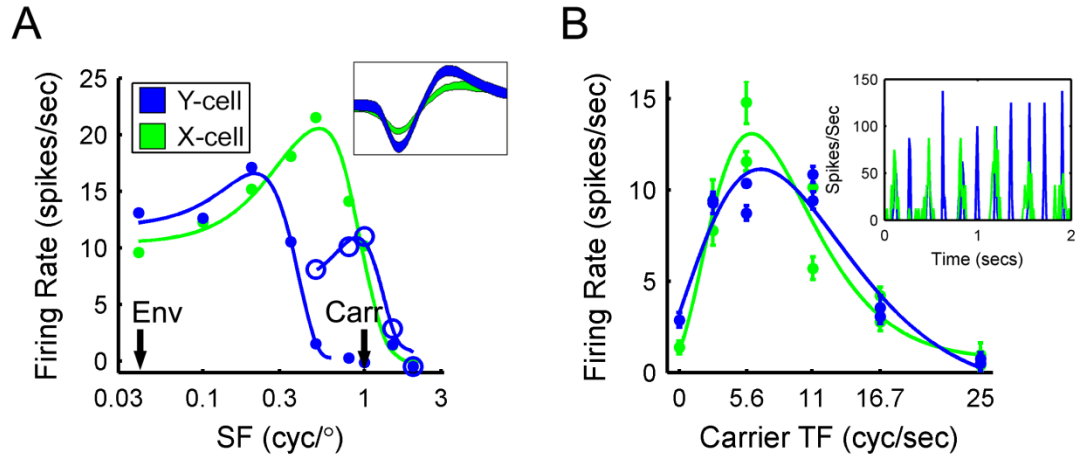 A
Firing Rate (spikes/sec)
25
20
15
10
5
0
Y-cell
X-cell
Env
Carr
0.03
0.1
0.3
1
3
SF (cyc/°)
B
Firing Rate (spikes/sec)
15
10
5
0
0
5.6
11
16.7
25
Carrier TF (cyc/sec)
Spikes/Sec
150
100
50
0
0
1
2
Time (secs)